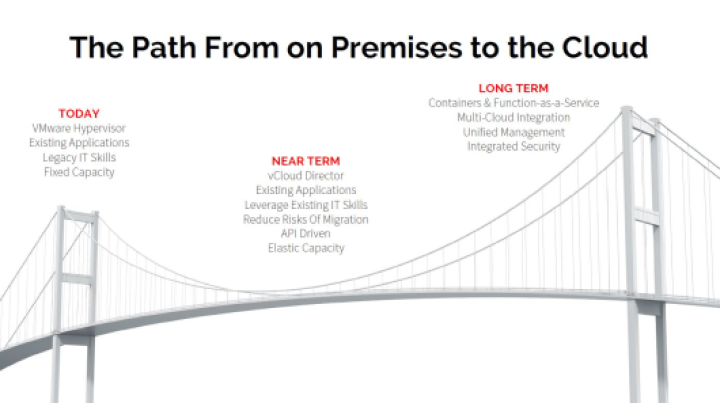 The Path From on Premises to the Cloud
TODAY
VMware Hypervisor
Existing Applications
Legacy IT Skills
Fixed Capacity
NEAR TERM
vCloud Director
Existing Applications
Leverage Existing IT Skills
Reduce Risks Of Migration
API Driven
Elastic Capacity
LONG TERM
Containers & Function-as-a-Service
Multi-Cloud Integration
Unified Management
Integrated Security